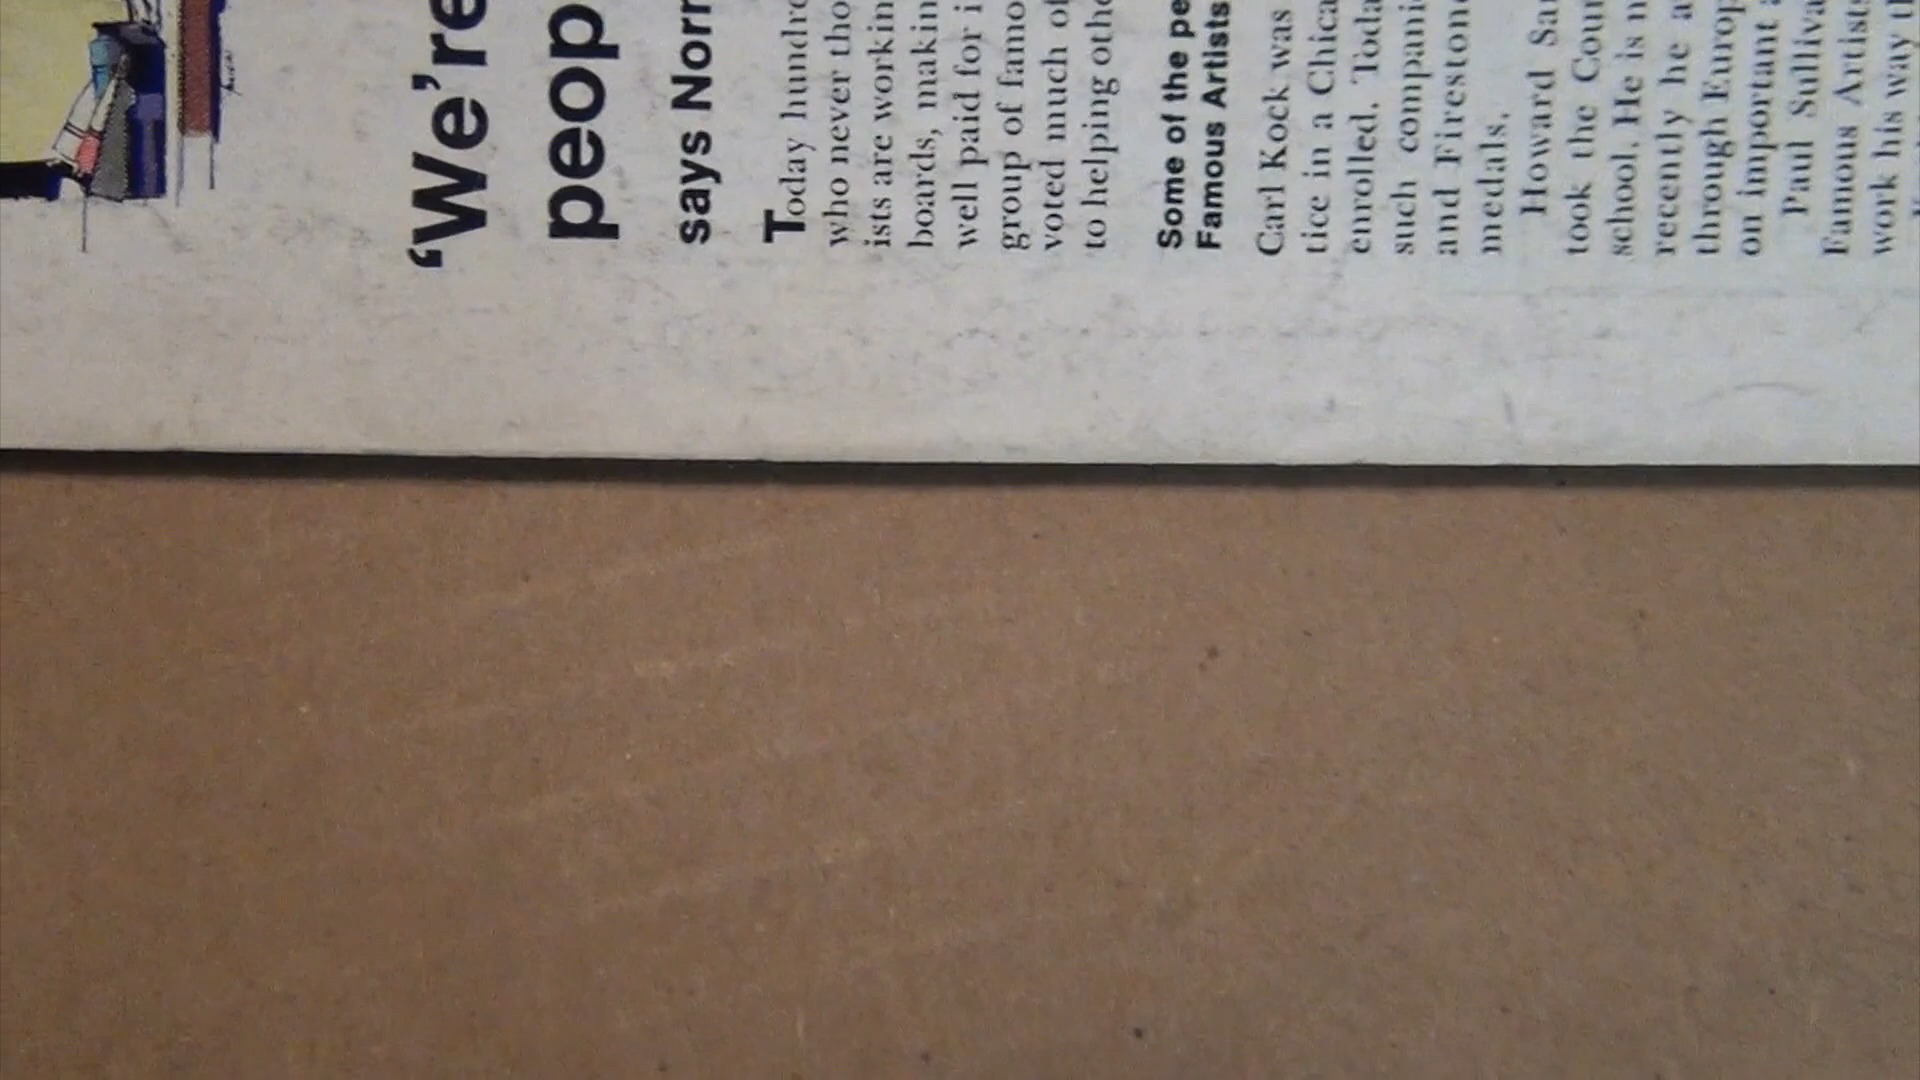 “We’re
peop
says Norr
Today hundre
who never tho
ists are workin
boards, makin
well paid for i
group of famo
voted much of
to helping othe
Some of the pe
Famous Artists
Carl Kock was
tice in a Chica
enrolled. Toda
such compani
and Firestone
medals.
Howard Sa
took the Cour
school. He is n
recently he a
through Europ
on important a
Paul Sulliva
Famous Artists
work his way th